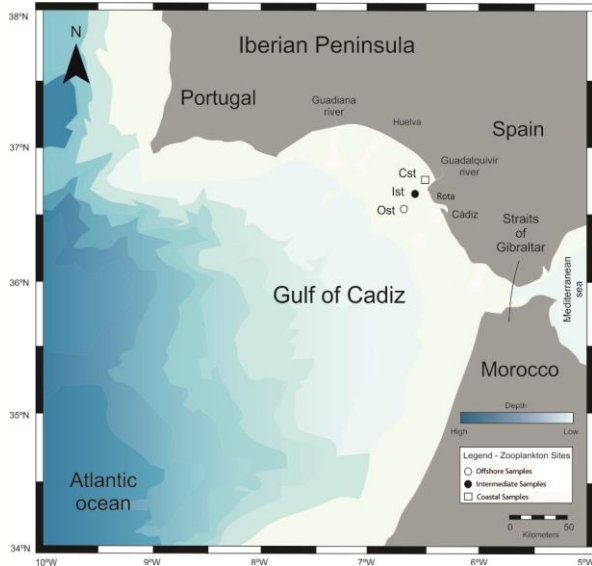 38°N
N
Iberian Peninsula
Portugal
Guadiana
river
Huelva
Spain
37°N
Guadalquivir
river
Cst
Ist
Rota
Ost
Cádiz
Straits
of
Gibraltar
36°N
Gulf of Cadiz
Mediterranean
sea
Morocco
35°N
Depth
High
Low
Legend - Zooplankton Sites
Offshore Samples
Intermediate Samples
Coastal Samples
Atlantic
ocean
0 50
Kilometers
34°N
10°W
9°W
8°W
7°W
6°W
5°W